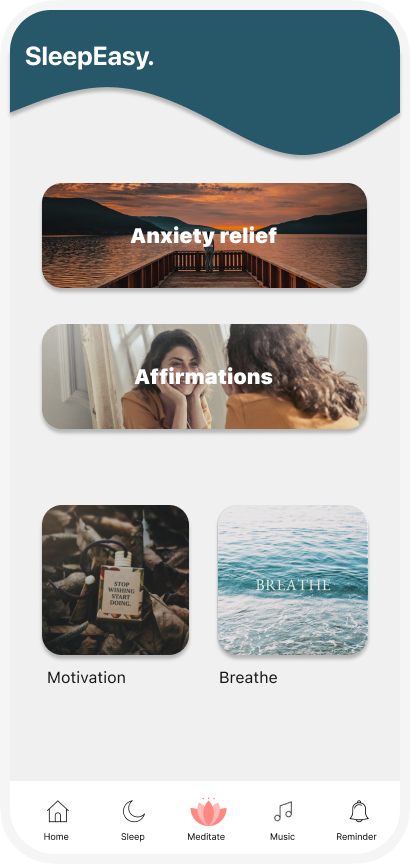 SleepEasy.
Anxiety relief
Affirmations
STOP
WISHING
START
DOING.
BREATHE
Motivation
Breathe
Home
Sleep
Meditate
Music
Reminder